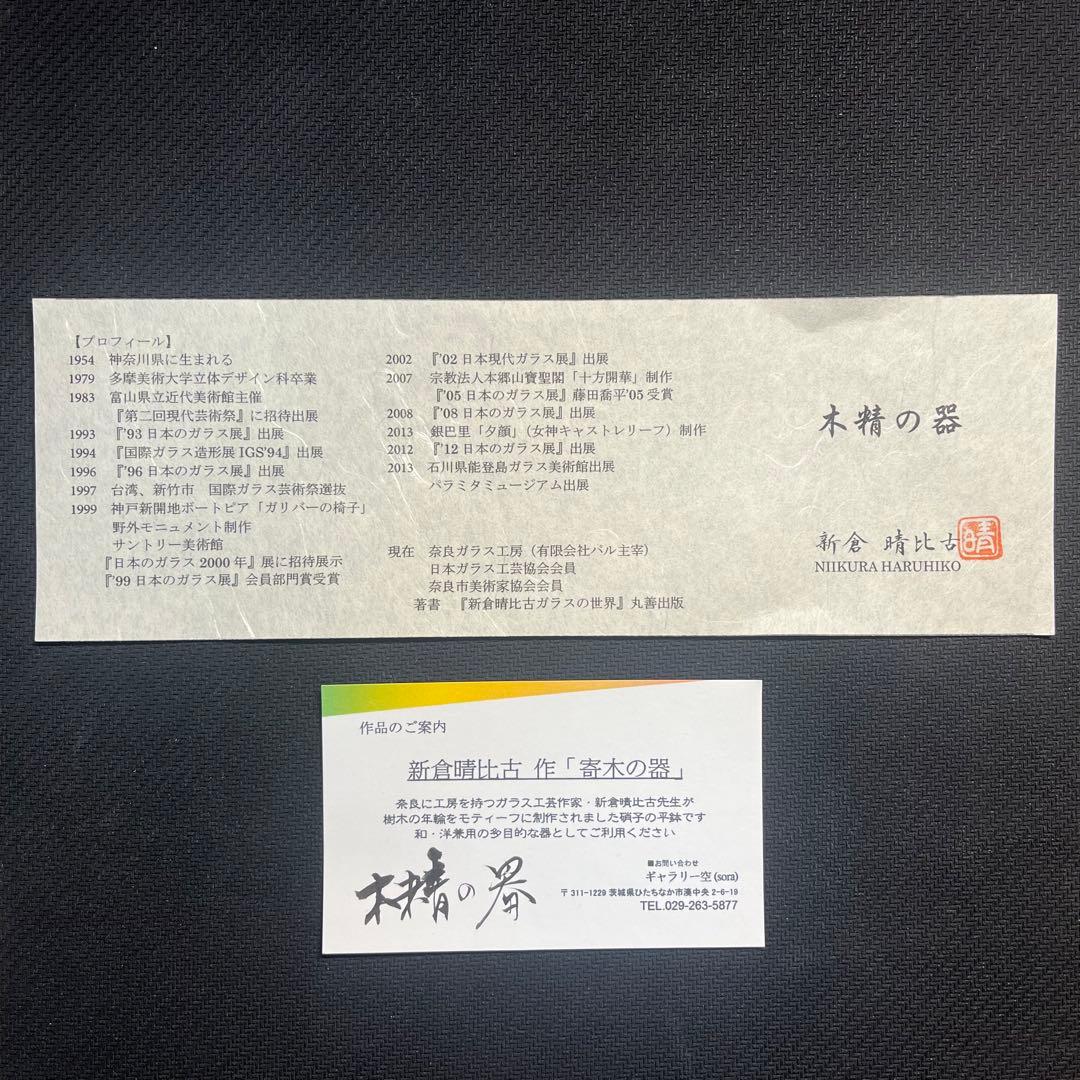 【プロフィール】
1954 神奈川県に生まれる
1979 多摩美術大学立体デザイン科卒業
1983 富山県立近代美術館主催
『第二回現代芸術祭』に招待出展
1993 『’93日本のガラス展』出展
1994 『国際ガラス造形展IGS’94』出展
1996 『’96日本のガラス展』出展
1997 台湾、新竹市 国際ガラス芸術祭選抜
1999 神戸新開地ボートピア「ガリバーの椅子」
野外モニュメント制作
サントリー美術館
『日本のガラス2000年』展に招待展示
『’99日本のガラス展』会員部門賞受賞
2002 『’02日本現代ガラス展』出展
2007 宗教法人本郷山寶聖閣「十方開華」制作
『’05日本のガラス展』藤田喬平’05受賞
2008 『’08日本のガラス展』出展
2013 銀巴里「夕顔」（女神キャストレリーフ）制作
2012 『’12日本のガラス展』出展
2013 石川県能登島ガラス美術館出展
パラミタミュージアム出展
現在 奈良ガラス工房（有限会社バル主宰）
日本ガラス工芸協会会員
奈良市美術家協会会員
著書 『新倉晴比古ガラスの世界』丸善出版
木精の器
新倉 晴比古
晴
NIIKURA HARUHIKO
作品のご案内
新倉晴比古 作「寄木の器」
奈良に工房を持つガラス工芸作家・新倉晴比古先生が
樹木の年輪をモティーフに制作されました硝子の平鉢です
和・洋兼用の多目的な器としてご利用ください
木精の器
■お問い合わせ
ギャラリー空(sora)
〒311-1229 茨城県ひたちなか市湊中央2-6-19
TEL.029-263-5877